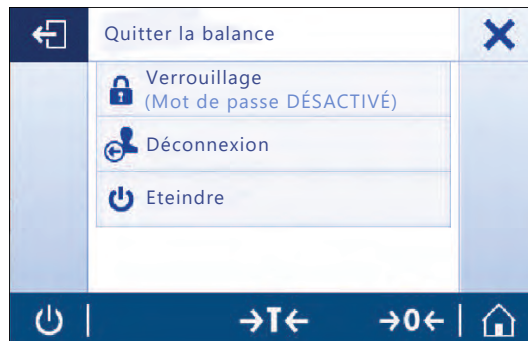 Quitter la balance
Verrouillage
(Mot de passe DÉSACTIVÉ)
Déconnexion
Eteindre
→T← →0←